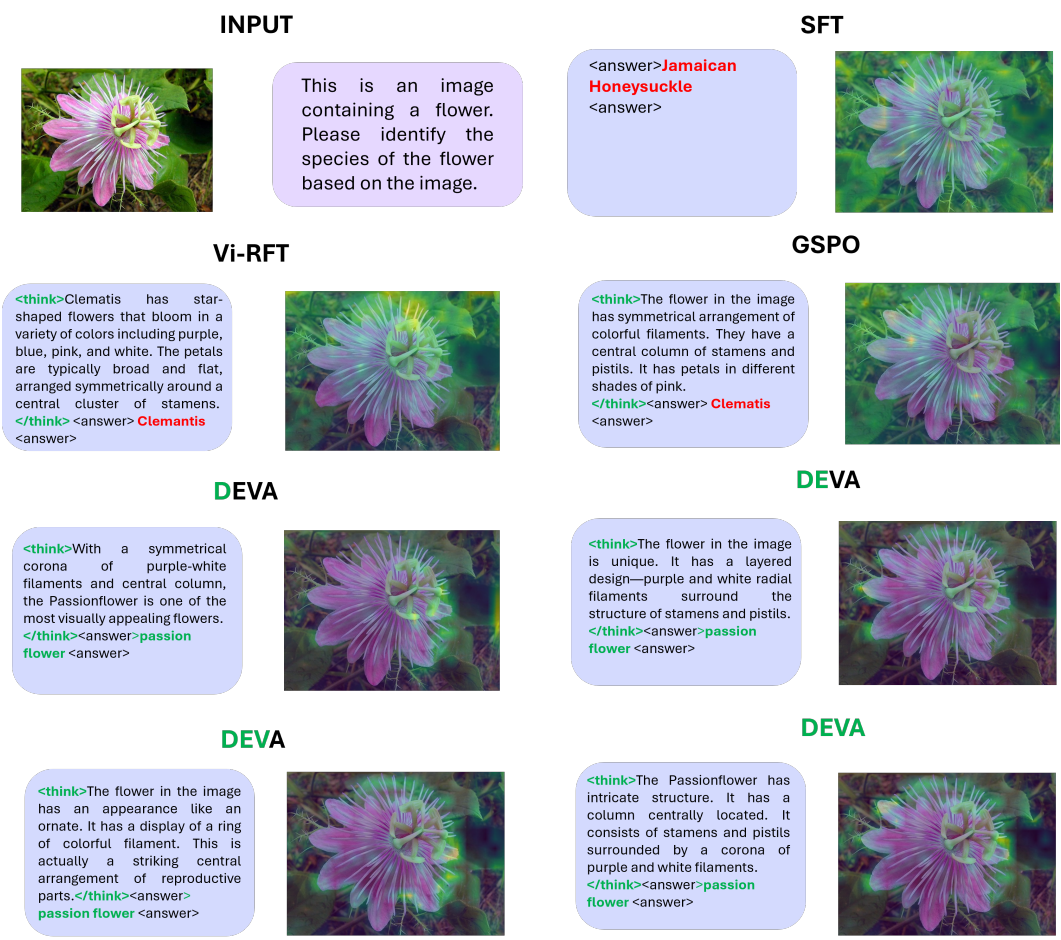 INPUT
This is an image
containing a flower.
Please identify the
species of the flower
based on the image.
SFT
<answer>Jamaican
Honeysuckle
<answer>
Vi-RFT
<think>Clematis has star-
shaped flowers that bloom in a
variety of colors including purple,
blue, pink, and white. The petals
are typically broad and flat,
arranged symmetrically around a
central cluster of stamens.
</think> <answer> Clemantis
<answer>
GSPO
<think>The flower in the image
has symmetrical arrangement of
colorful filaments. They have a
central column of stamens and
pistils. It has petals in different
shades of pink.
</think><answer> Clematis
<answer>
DEVA
<think>With a symmetrical
corona of purple-white
filaments and central column,
the Passionflower is one of the
most visually appealing flowers.
</think><answer>passion
flower <answer>
DEVA
<think>The flower in the image
is unique. It has a layered
design—purple and white radial
filaments surround the
structure of stamens and pistils.
</think><answer>passion
flower <answer>
DEVA
<think>The flower in the image
has an appearance like an
ornate. It has a display of a ring
of colorful filament. This is
actually a striking central
arrangement of reproductive
parts.</think><answer>
passion flower <answer>
DEVA
<think>The Passionflower has
intricate structure. It has a
column centrally located. It
consists of stamens and pistils
surrounded by a corona of
purple and white filaments.
</think><answer>passion
flower <answer>